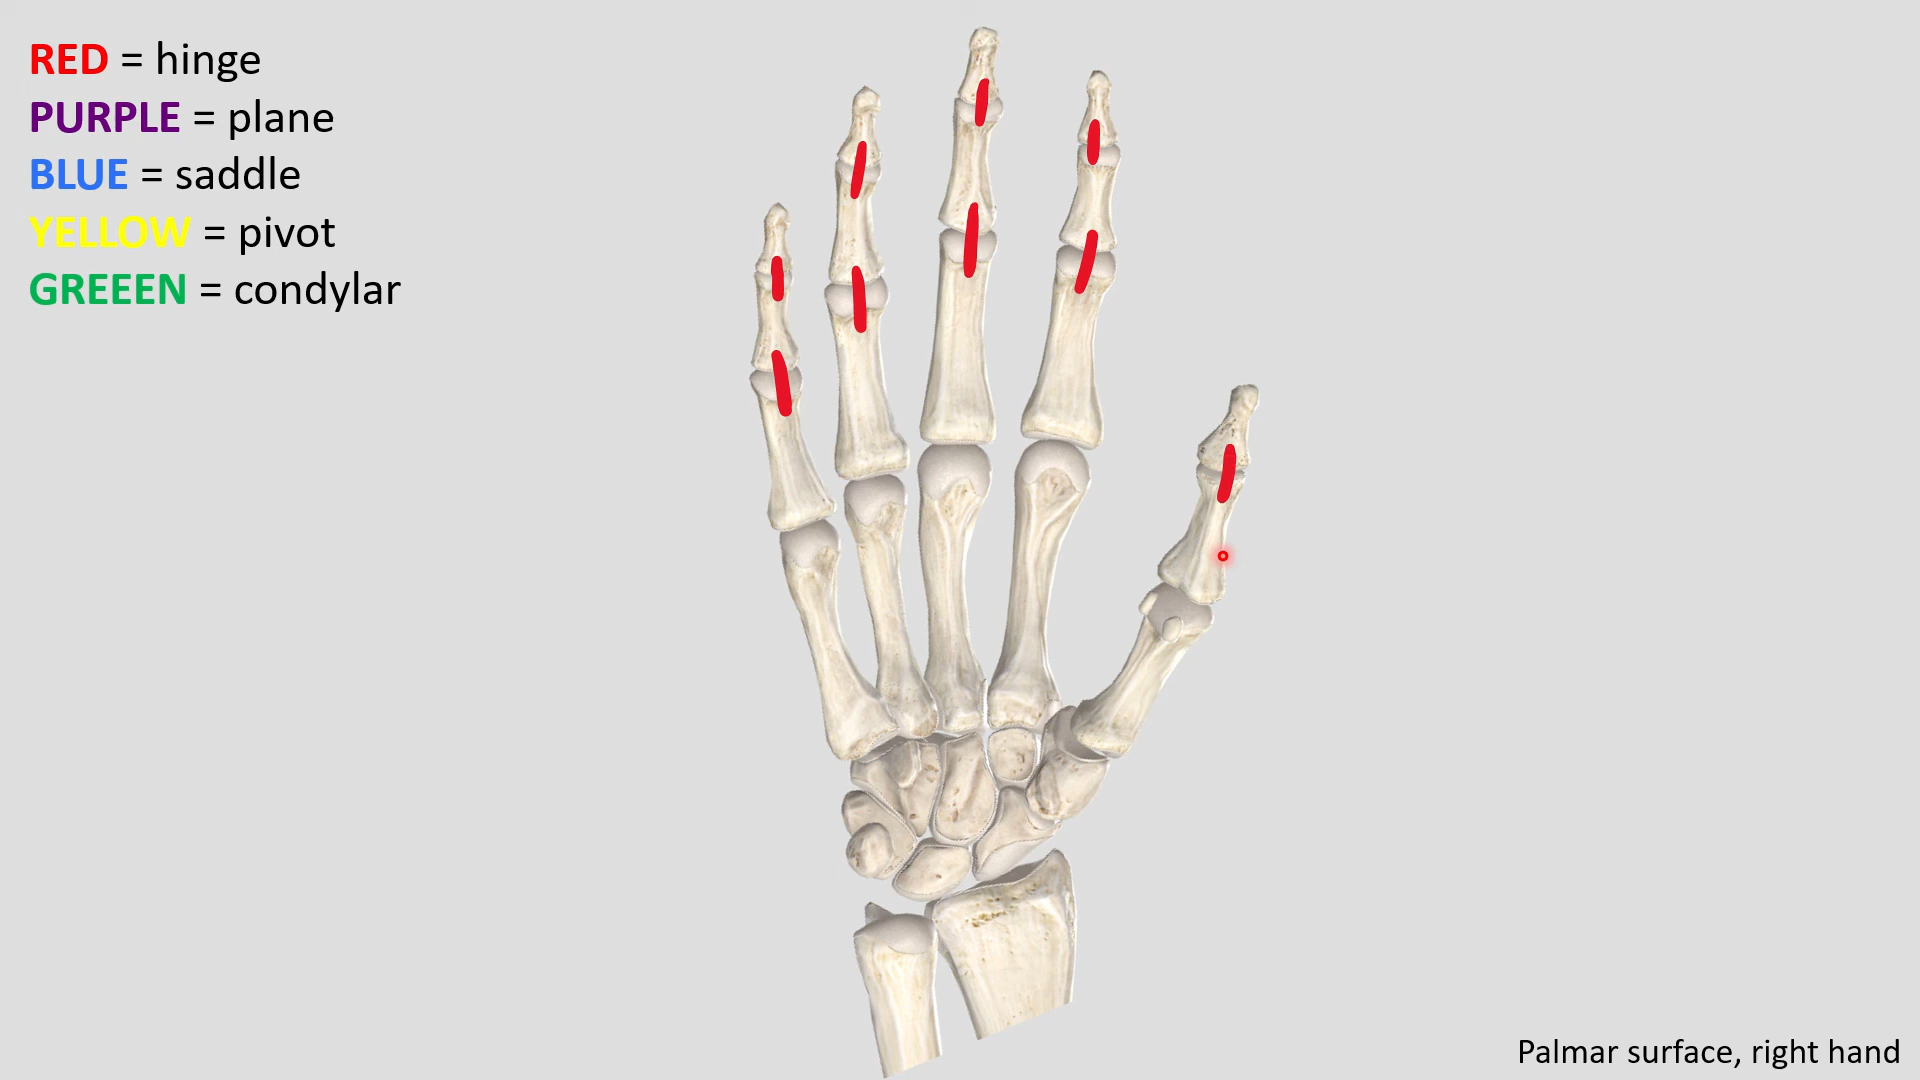 RED = hinge
PURPLE = plane
BLUE = saddle
YELLOW = pivot
GREEEN = condylar
Palmar surface, right hand